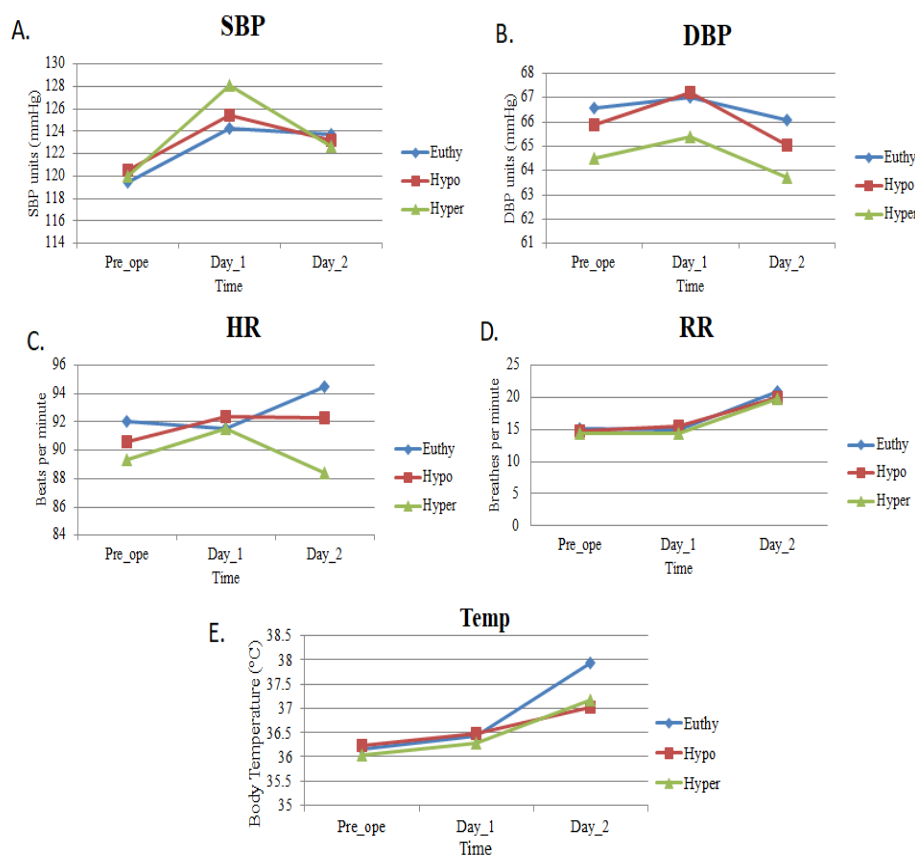 A.
SBP
SBP units (mmHg)
130
128
126
124
122
120
118
116
114
Pre_ope Day_1 Day_2
Time
Euthy
Hypo
Hyper
B.
DBP
DBP units (mmHg)
68
67
66
65
64
63
62
61
Pre_ope Day_1 Day_2
Time
Euthy
Hypo
Hyper
C.
HR
Beats per minute
96
94
92
90
88
86
84
Pre_ope Day_1 Day_2
Time
Euthy
Hypo
Hyper
D.
RR
Breathes per minute
25
20
15
10
5
0
Pre_ope Day_1 Day_2
Time
Euthy
Hypo
Hyper
E.
Temp
Body Temperature (°C)
38.5
38
37.5
37
36.5
36
35.5
35
Pre_ope Day_1 Day_2
Time
Euthy
Hypo
Hyper